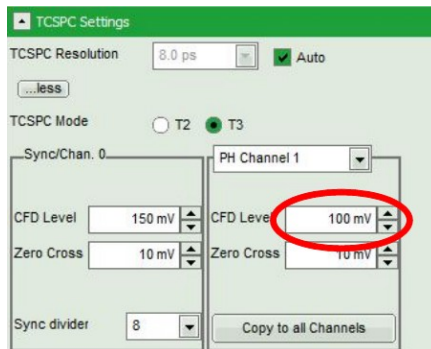 TCSPC Settings
TCSPC Resolution 8.0 ps Auto
...less
TCSPC Mode T2 T3
Sync/Chan. 0 PH Channel 1
CFD Level 150 mV CFD Level 100 mV
Zero Cross 10 mV Zero Cross 10 mV
Sync divider 8 Copy to all Channels